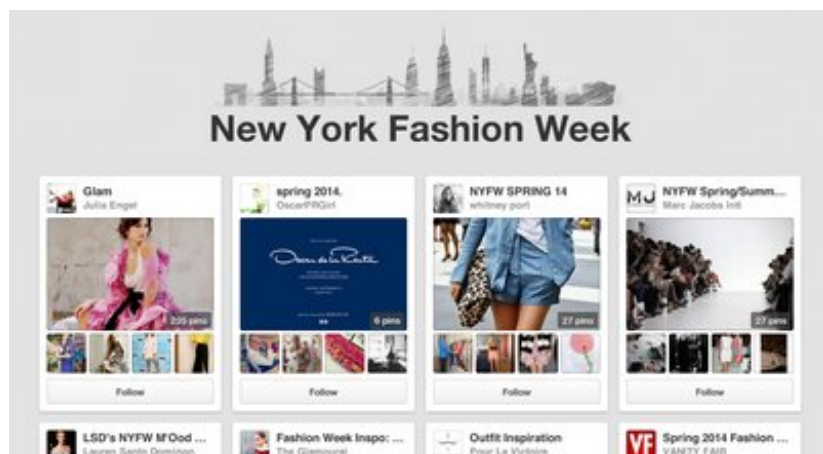 New York Fashion Week
Glam
Julia Engel
spring 2014.
OscarPRGirl
NYFW SPRING 14
whitney port
MJ
NYFW Spring/Summ...
Marc Jacobs Intl
235 pins
Oscar de la Renta
6 pins
27 pins
27 pins
Follow
Follow
Follow
Follow
LSD's NYFW M'Ood ...
Lauren Santo Domingo
Fashion Week Inspo: ...
The Glamourai
Outfit Inspiration
Pour La Victoire
VF
Spring 2014 Fashion ...
VANITY FAIR